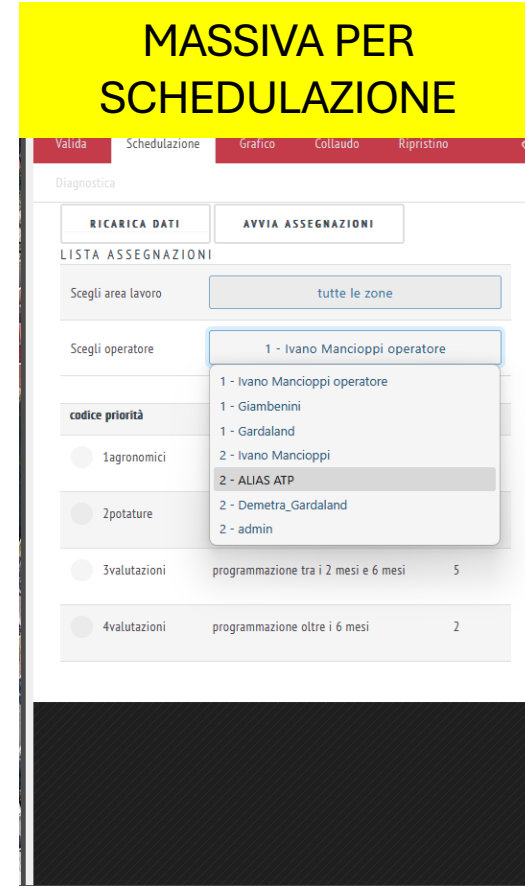 MASSIVA PER
SCHEDULAZIONE
Valida Schedulazione Grafico Collaudo Ripristino
Diagnostica
RICARICA DATI AVVIA ASSEGNAZIONI
LISTA ASSEGNAZIONI
Scegli area lavoro tutte le zone
Scegli operatore 1 - Ivano Mancioppi operatore
1 - Ivano Mancioppi operatore
1 - Giambenini
1 - Gardaland
2 - Ivano Mancioppi
2 - ALIAS ATP
2 - Demetra_Gardaland
2 - admin
codice priorità
1agronomici
2potature
3valutazioni programmazione tra i 2 mesi e 6 mesi 5
4valutazioni programmazione oltre i 6 mesi 2